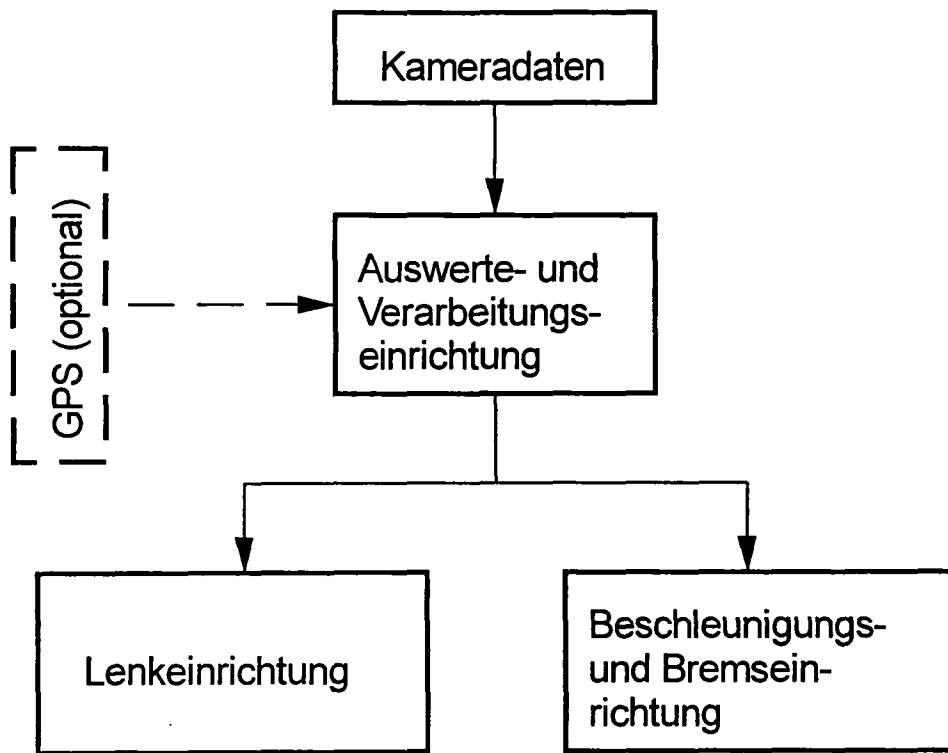 Kameradaten
GPS (optional)
Auswerte- und
Verarbeitungs-
einrichtung
Lenkeinrichtung
Beschleunigungs-
und Bremsein-
richtung